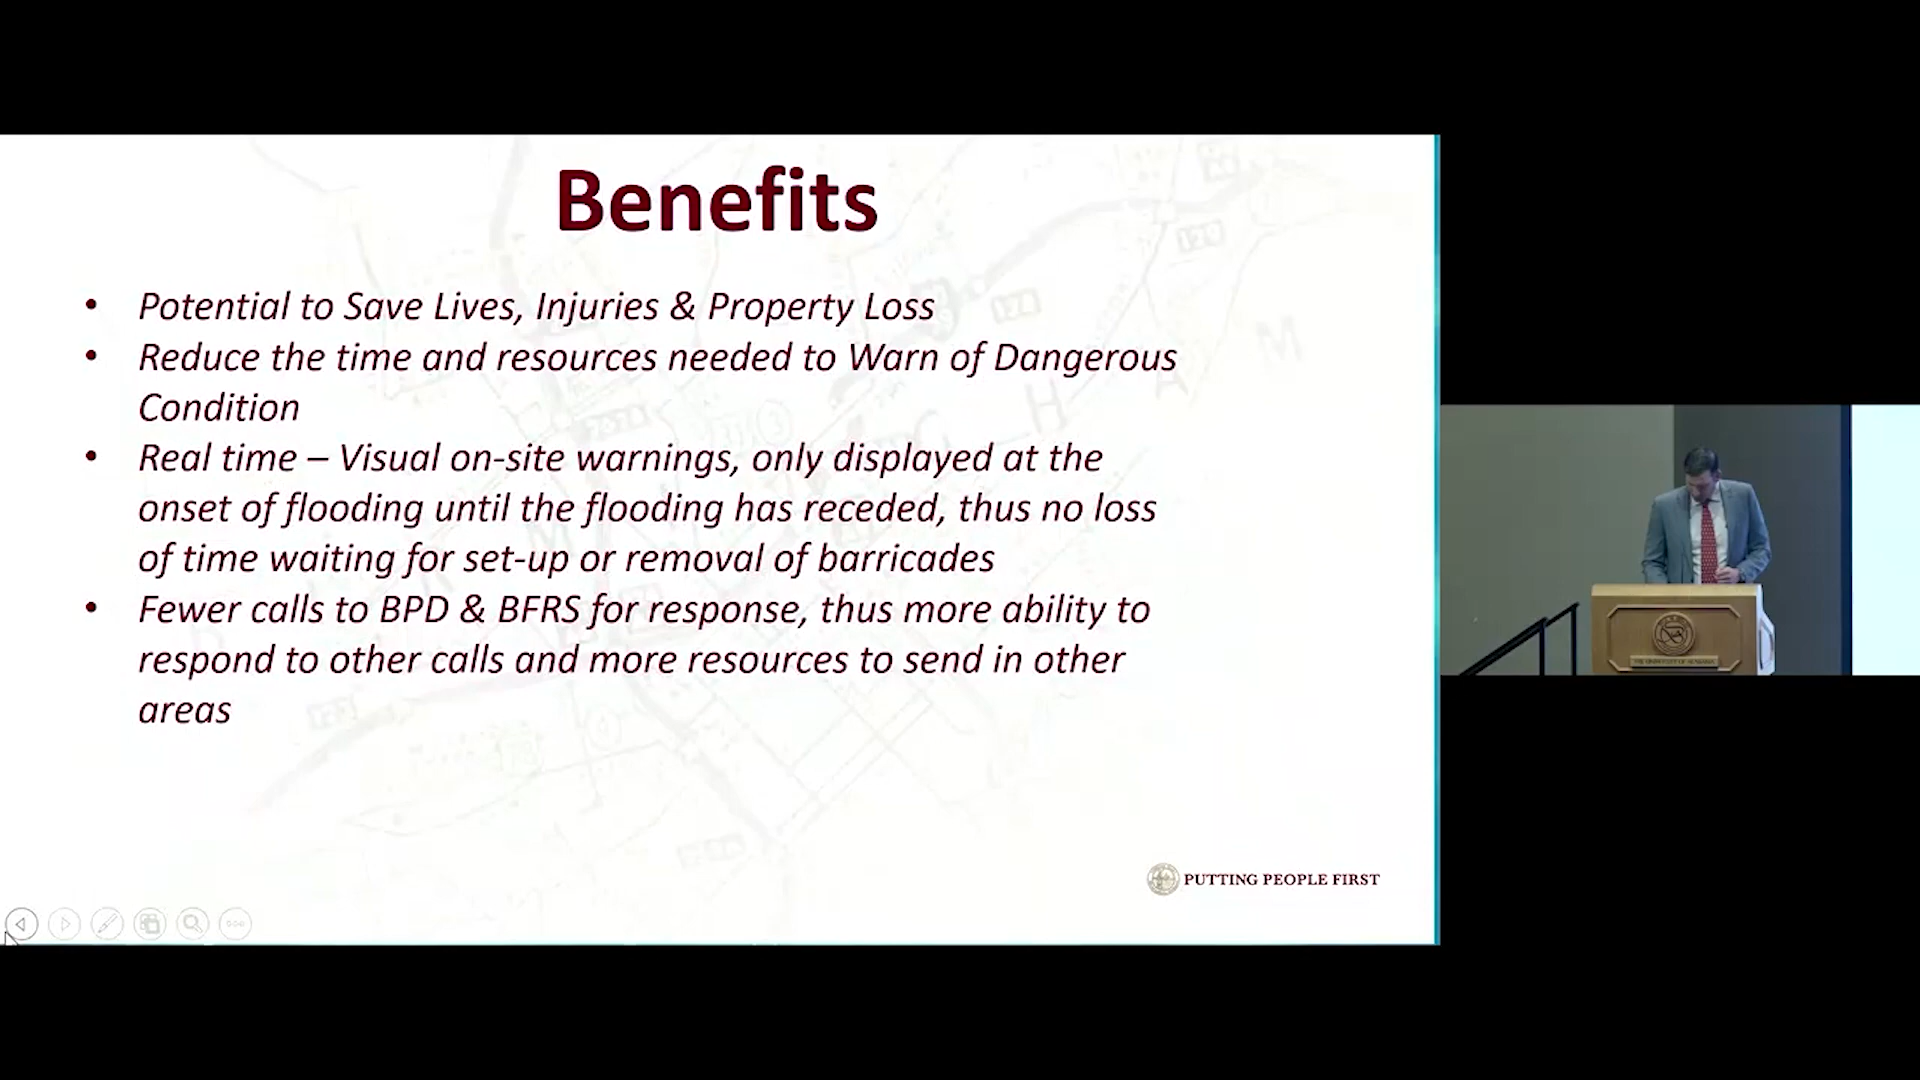 Benefits
• Potential to Save Lives, Injuries & Property Loss
• Reduce the time and resources needed to Warn of Dangerous
Condition
• Real time – Visual on-site warnings, only displayed at the
onset of flooding until the flooding has receded, thus no loss
of time waiting for set-up or removal of barricades
• Fewer calls to BPD & BFRS for response, thus more ability to
respond to other calls and more resources to send in other
areas
PUTTING PEOPLE FIRST
THE UNIVERSITY OF ALABAMA